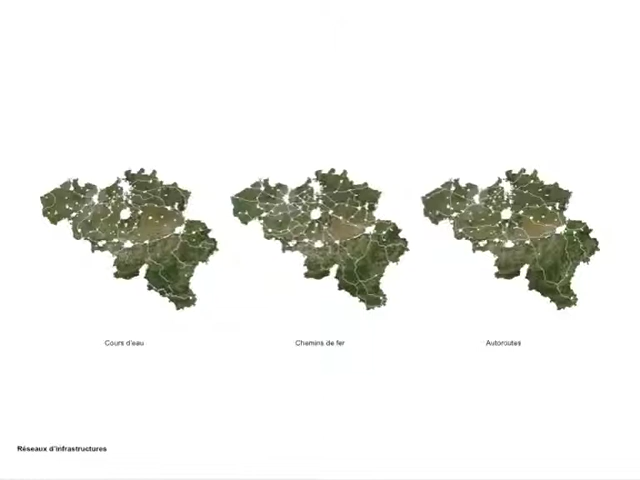 Cours d'eau
Chemins de fer
Autoroutes
Réseaux d'infrastructures